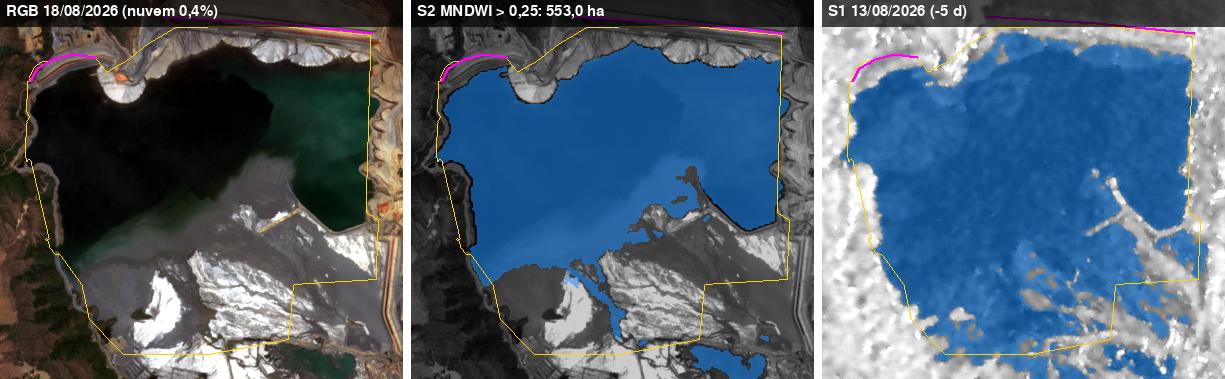 RGB 18/08/2026 (nuvem 0,4%)
S2 MNDWI > 0,25: 553,0 ha
S1 13/08/2026 (-5 d)